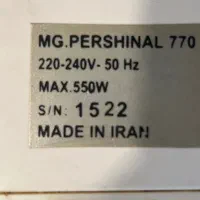 MG.PERSHINAL 770
220-240V- 50 Hz
MAX.550W
S/N: 1522
MADE IN IRAN